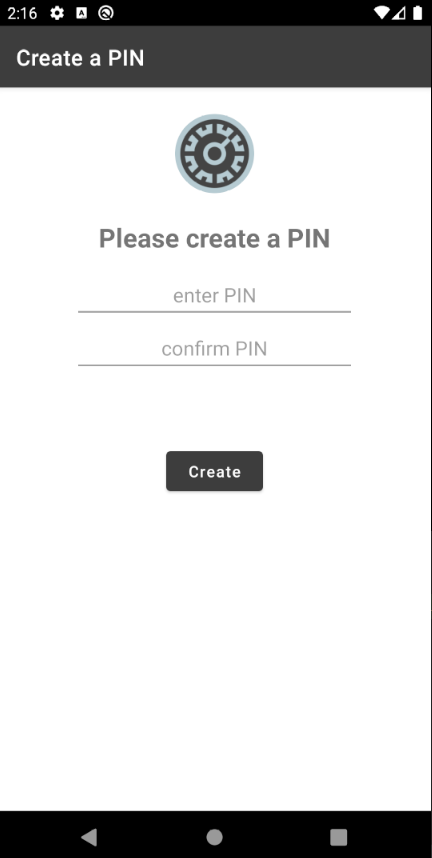 2:16
Create a PIN
Please create a PIN
enter PIN
confirm PIN
Create